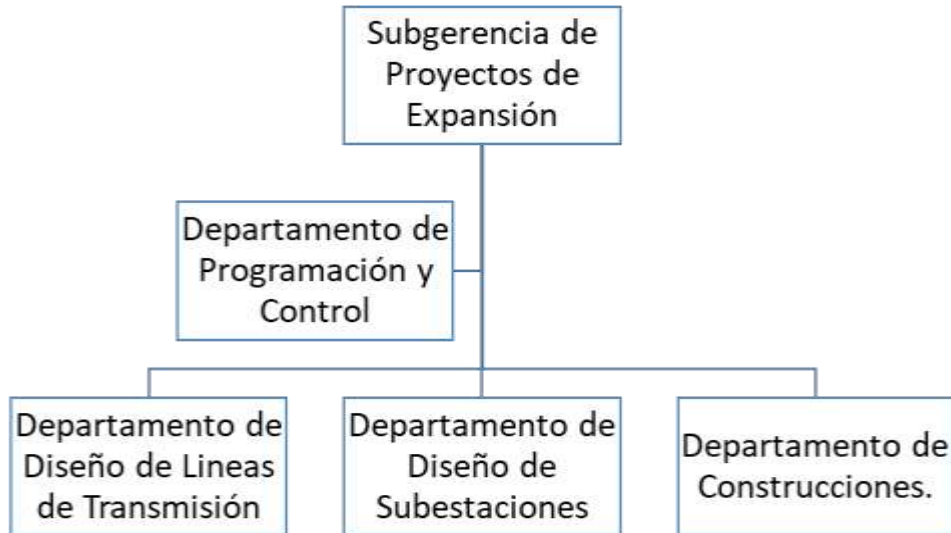 Subgerencia de
Proyectos de
Expansión
Departamento de
Programación y
Control
Departamento de
Diseño de Lineas
de Transmisión
Departamento de
Diseño de
Subestaciones
Departamento de
Construcciones.